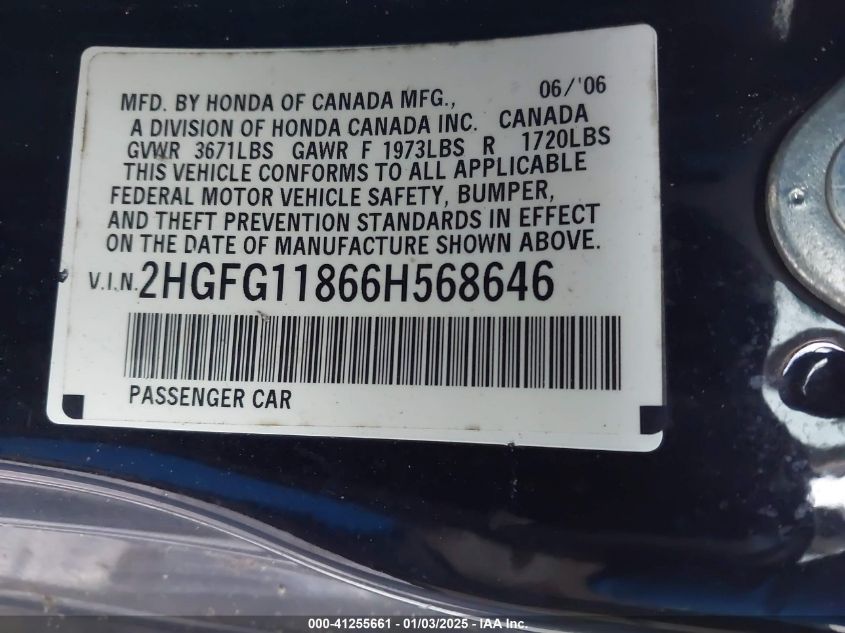 MFD. BY HONDA OF CANADA MFG., 06/'06
A DIVISION OF HONDA CANADA INC. CANADA
GVWR 3671LBS GAWR F 1973LBS R 1720LBS
THIS VEHICLE CONFORMS TO ALL APPLICABLE
FEDERAL MOTOR VEHICLE SAFETY, BUMPER,
AND THEFT PREVENTION STANDARDS IN EFFECT
ON THE DATE OF MANUFACTURE SHOWN ABOVE.
V.I.N. 2HGFG11866H568646
PASSENGER CAR
000-41255661 - 01/03/2025 - IAA Inc.